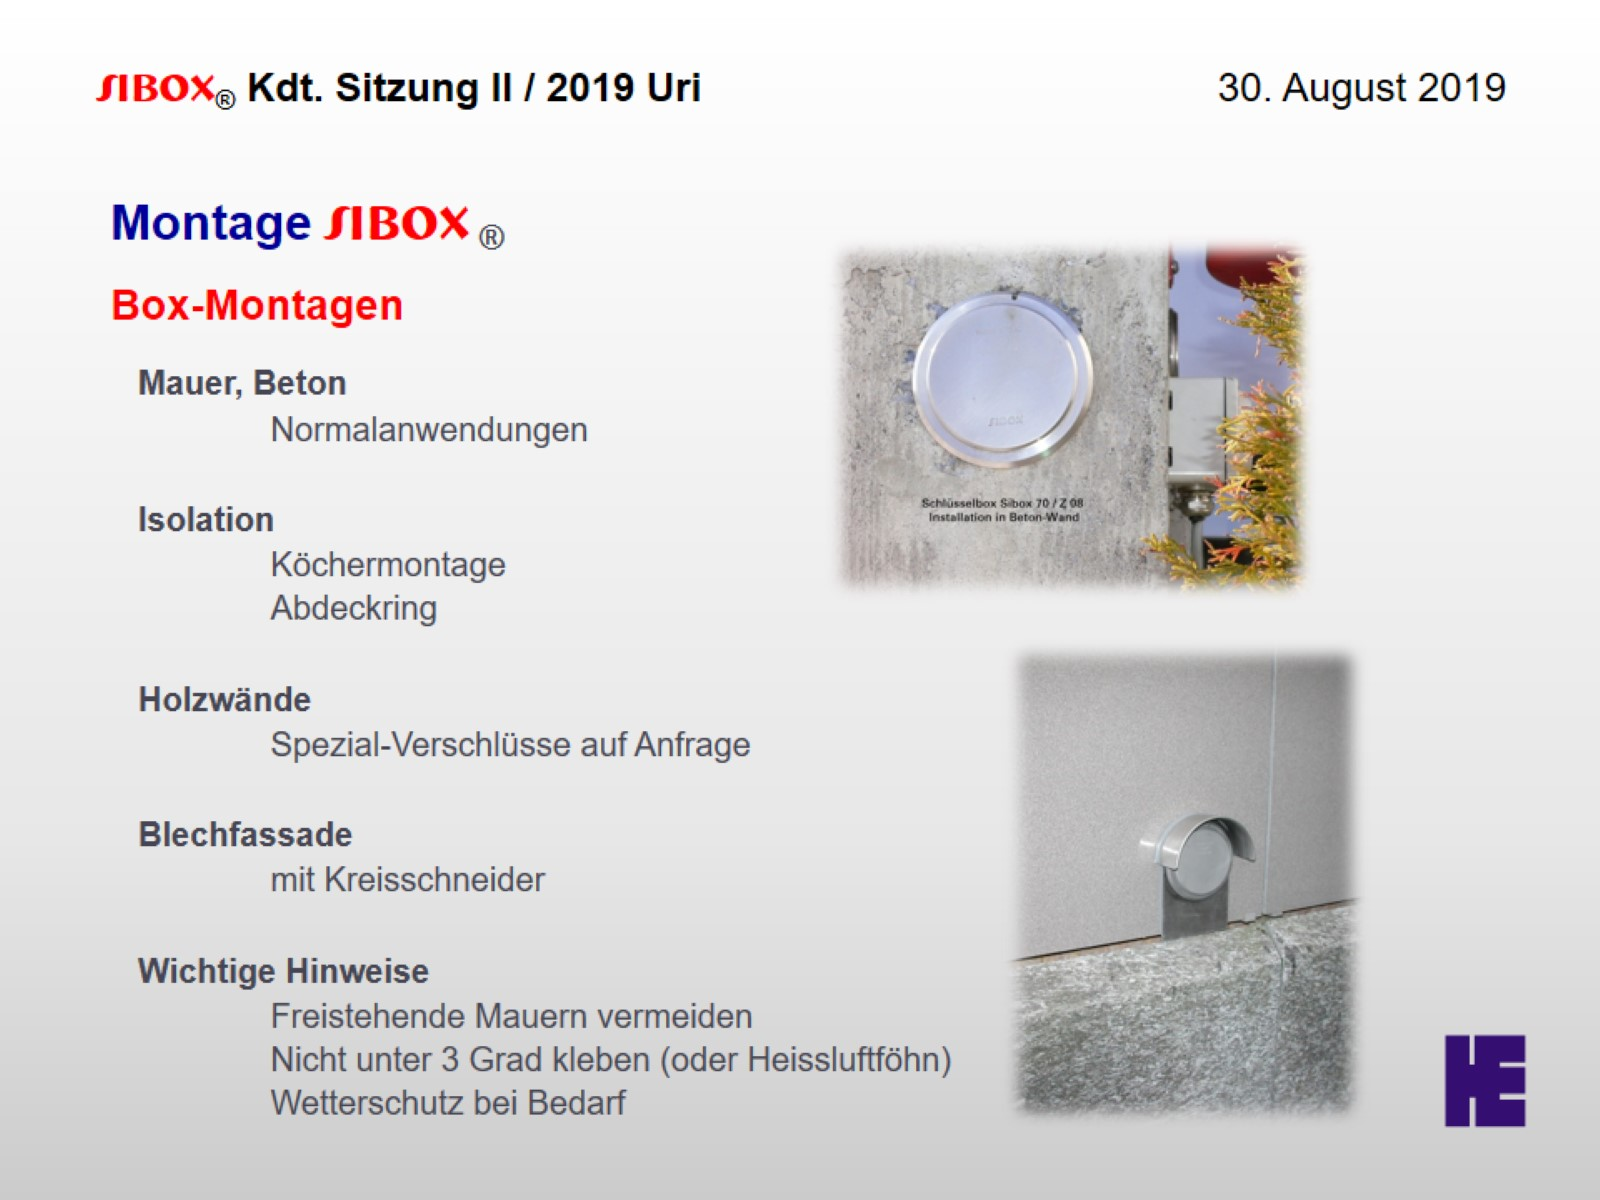 SIBOX® Kdt. Sitzung II / 2019 Uri
30. August 2019
Montage SIBOX ®
Box-Montagen
Mauer, Beton
Normalanwendungen
Isolation
Köchermontage
Abdeckring
Holzwände
Spezial-Verschlüsse auf Anfrage
Blechfassade
mit Kreisschneider
Wichtige Hinweise
Freistehende Mauern vermeiden
Nicht unter 3 Grad kleben (oder Heissluftföhn)
Wetterschutz bei Bedarf
SIBOX
Schlüsselbox Sibox 70 / Z 08
Installation in Beton-Wand
HE